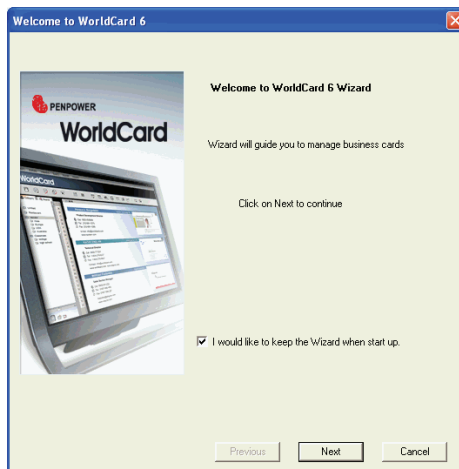 Welcome to WorldCard 6
PENPOWER
WorldCard
WorldCard
Welcome to WorldCard 6 Wizard
Wizard will guide you to manage business cards
Click on Next to continue
I would like to keep the Wizard when start up.
Previous
Next
Cancel